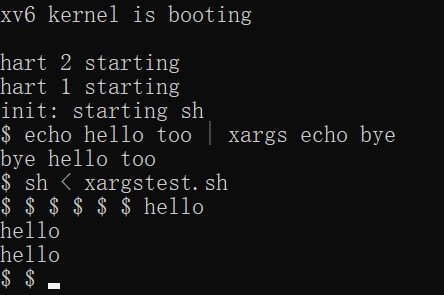 xv6 kernel is booting
hart 2 starting
hart 1 starting
init: starting sh
$ echo hello too | xargs echo bye
bye hello too
$ sh < xargstest.sh
$ $ $ $ $ $ hello
hello
hello
$ $